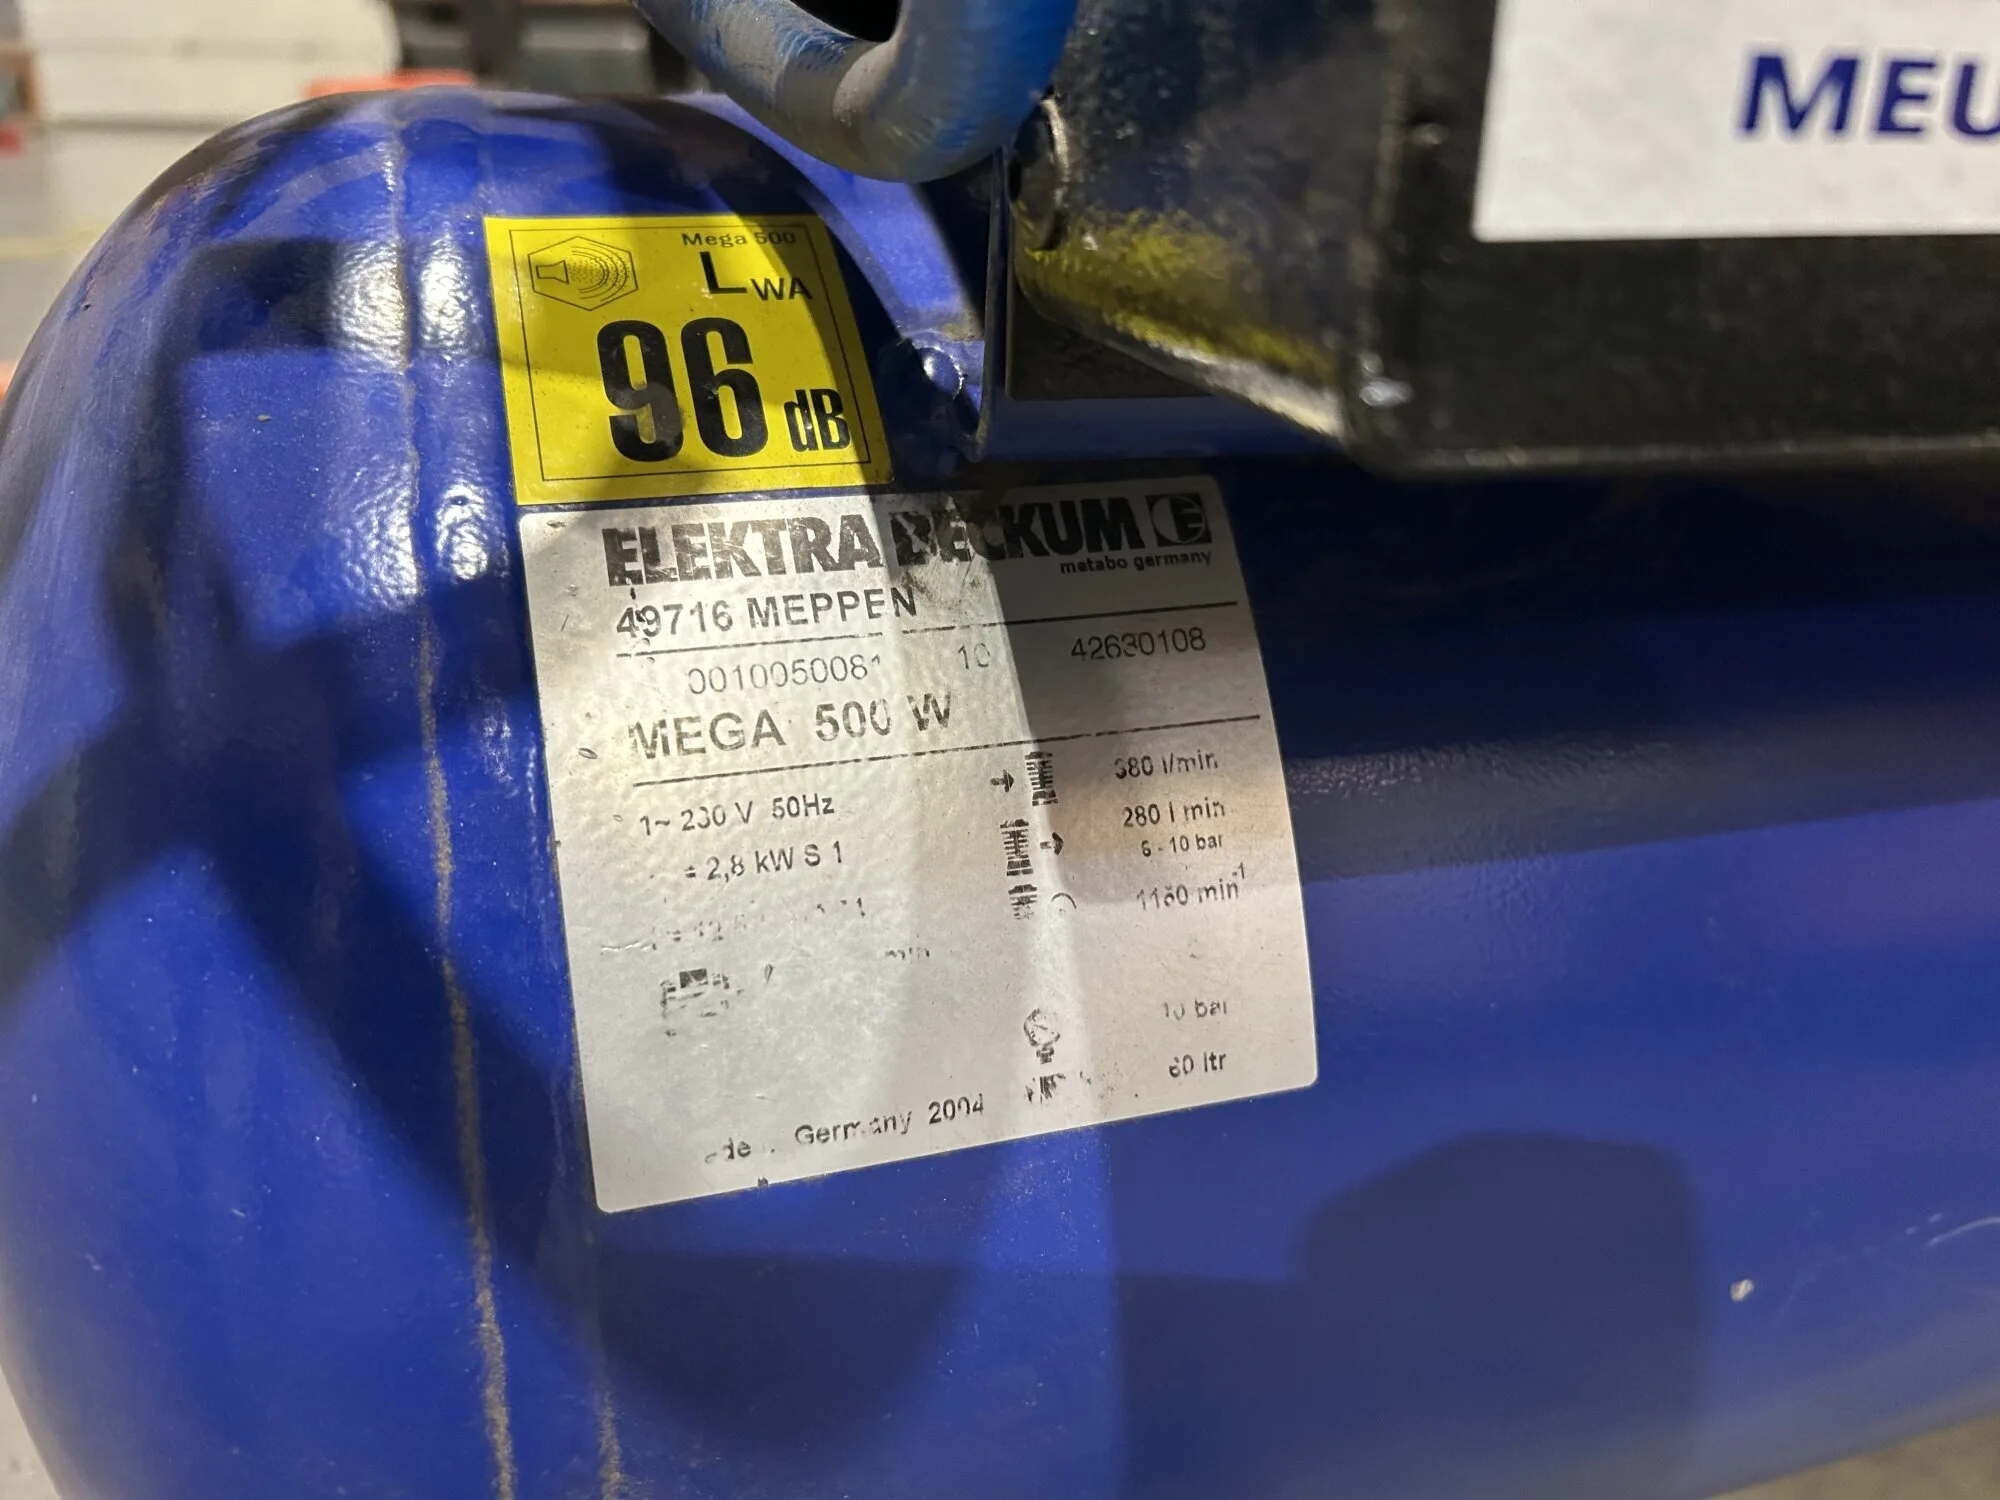 MEU
Mega 500
LWA
96 dB
ELEKTRA BECKUM
metabo germany
49716 MEPPEN
0010050081 10 42630108
MEGA 500 W
1~ 230 V 50Hz
= 2,8 kW S 1
380 l/min
280 l min
6 - 10 bar
min-1
10 bar
60 ltr
Germany 2004